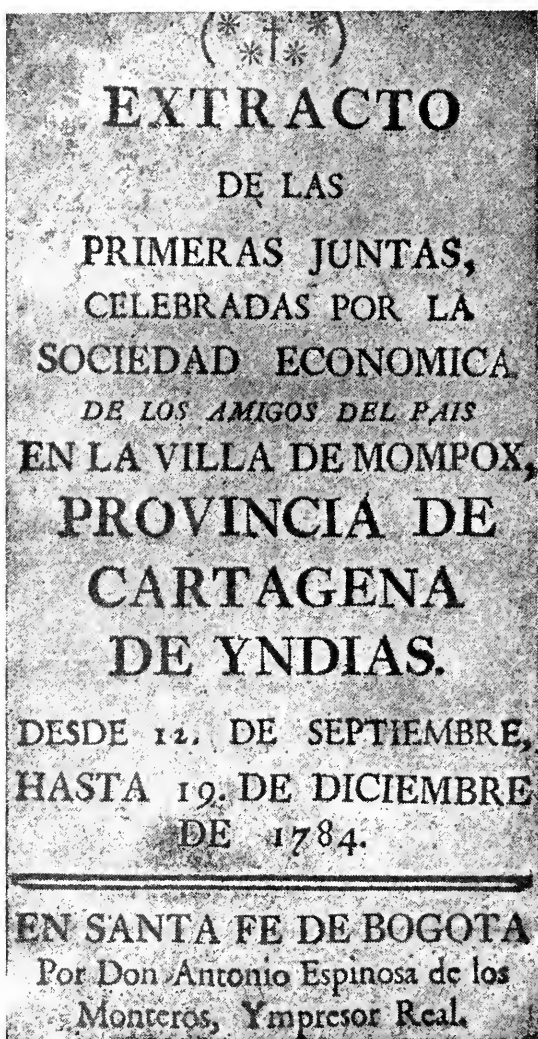 EXTRACTO
DE LAS
PRIMERAS JUNTAS,
CELEBRADAS POR LA
SOCIEDAD ECONOMICA
DE LOS AMIGOS DEL PAIS
EN LA VILLA DE MOMPOX,
PROVINCIA DE
CARTAGENA
DE YNDIAS.
DESDE 12. DE SEPTIEMBRE,
HASTA 19. DE DICIEMBRE
DE 1784.
EN SANTA FE DE BOGOTA
Por Don Antonio Espinosa de los
Monteros, Ympresor Real.